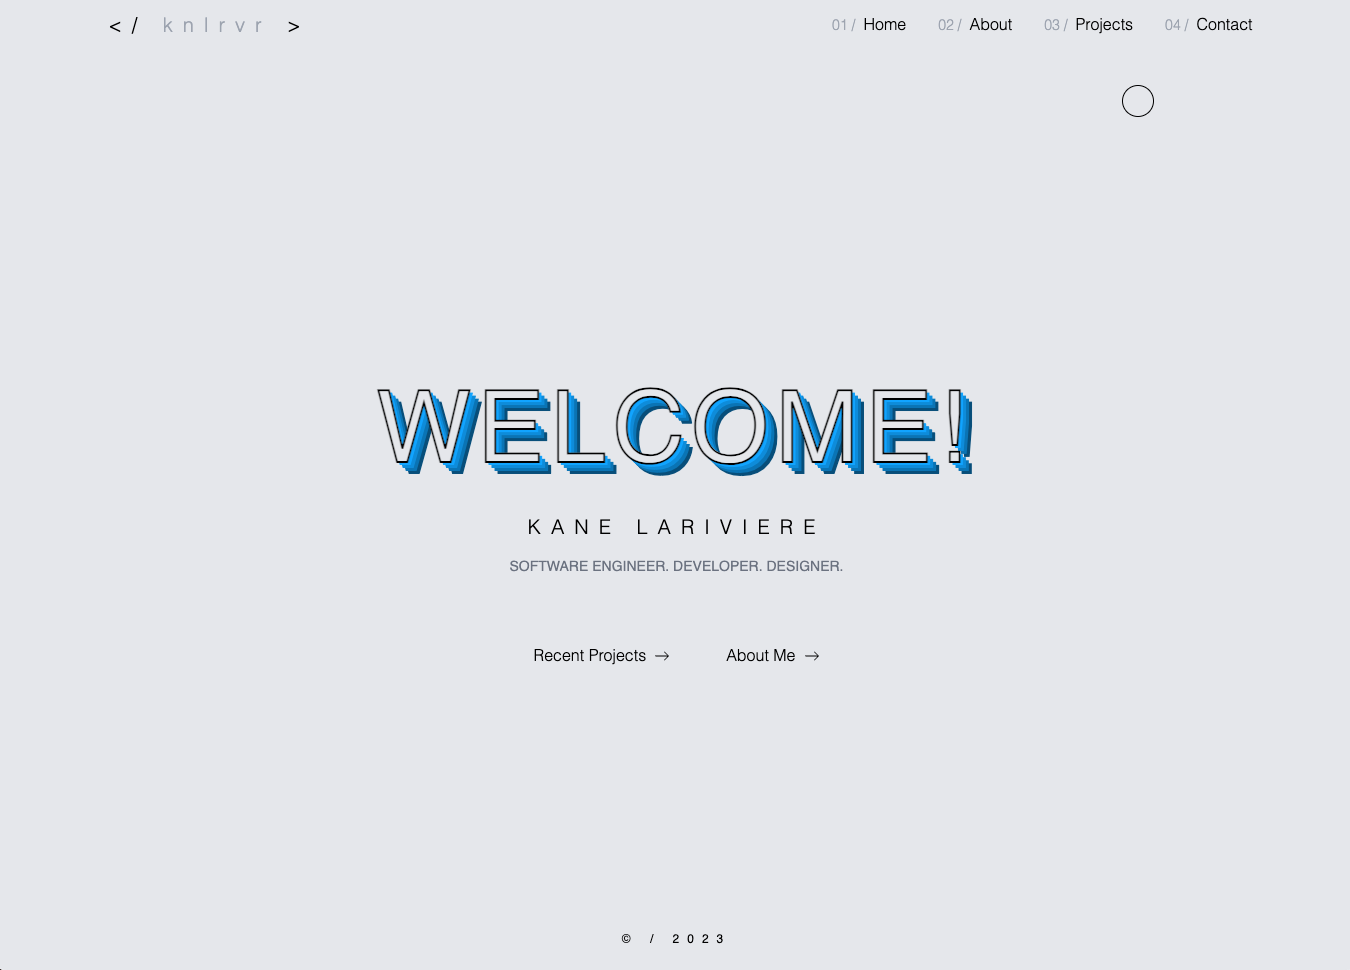 </ knlrvr >
01 / Home 02 / About 03 / Projects 04 / Contact
WELCOME!
KANE LARIVIERE
SOFTWARE ENGINEER. DEVELOPER. DESIGNER.
Recent Projects → About Me →
© / 2023